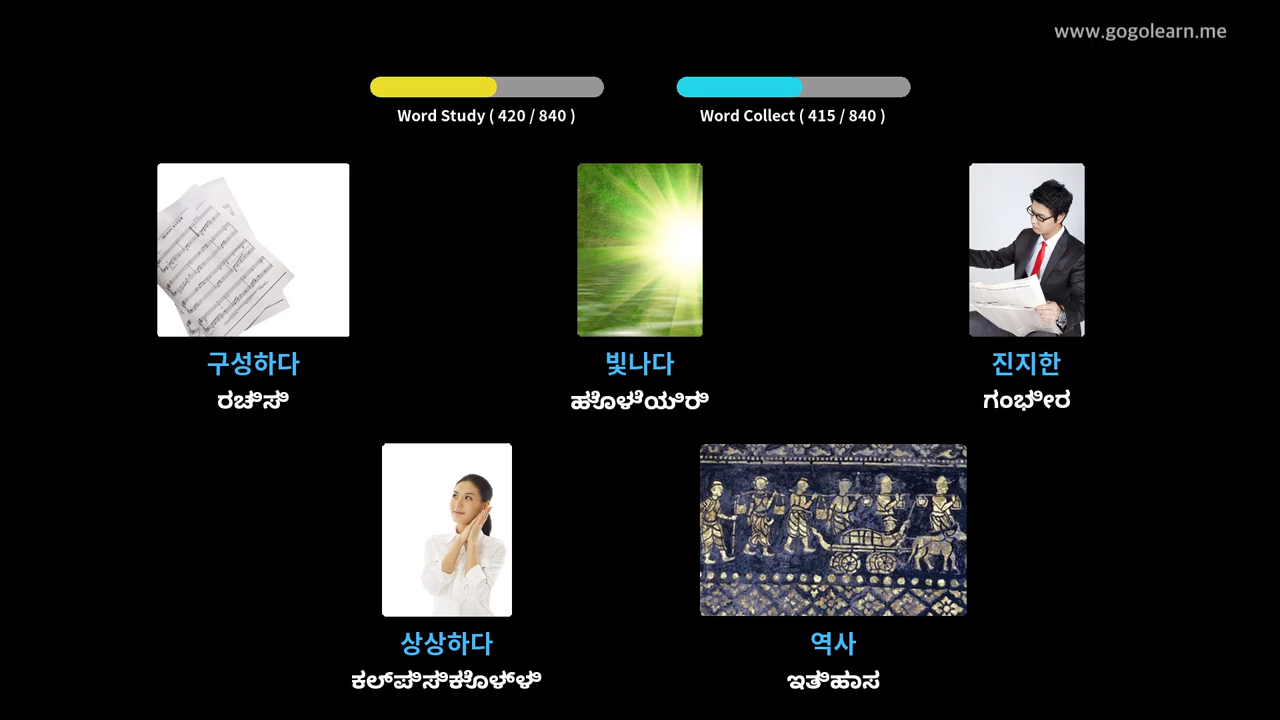 www.gogolearn.me
Word Study ( 420 / 840 )
Word Collect ( 415 / 840 )
구성하다
빛나다
진지한
ರಚಿಸಿ
ಹೊಳೆಯಿರಿ
ಗಂಭೀರ
상상하다
역사
ಕಲ್ಪಿಸಿಕೊಳ್ಳಿ
ಇತಿಹಾಸ